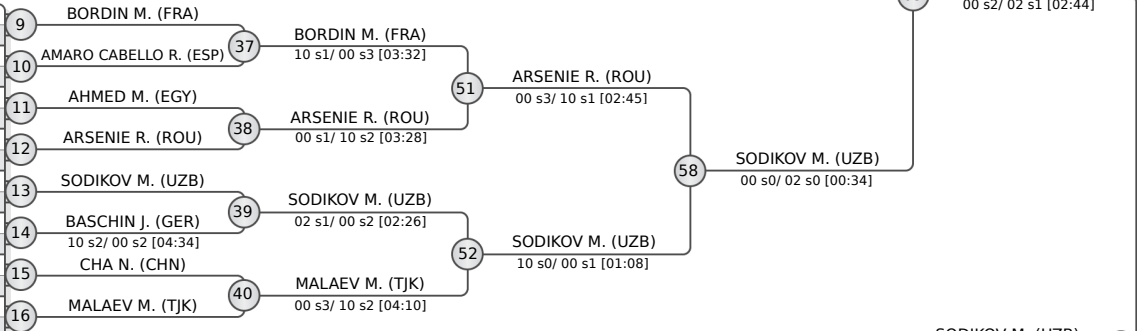 00 s2/ 02 s1 [02:44]
9
BORDIN M. (FRA)
10
AMARO CABELLO R. (ESP)
37
BORDIN M. (FRA)
10 s1/ 00 s3 [03:32]
11
AHMED M. (EGY)
12
ARSENIE R. (ROU)
38
ARSENIE R. (ROU)
00 s1/ 10 s2 [03:28]
51
ARSENIE R. (ROU)
00 s3/ 10 s1 [02:45]
13
SODIKOV M. (UZB)
14
BASCHIN J. (GER)
10 s2/ 00 s2 [04:34]
39
SODIKOV M. (UZB)
02 s1/ 00 s2 [02:26]
15
CHA N. (CHN)
16
MALAEV M. (TJK)
40
MALAEV M. (TJK)
00 s3/ 10 s2 [04:10]
52
SODIKOV M. (UZB)
10 s0/ 00 s1 [01:08]
58
SODIKOV M. (UZB)
00 s0/ 02 s0 [00:34]
SODIKOV M. (UZB)